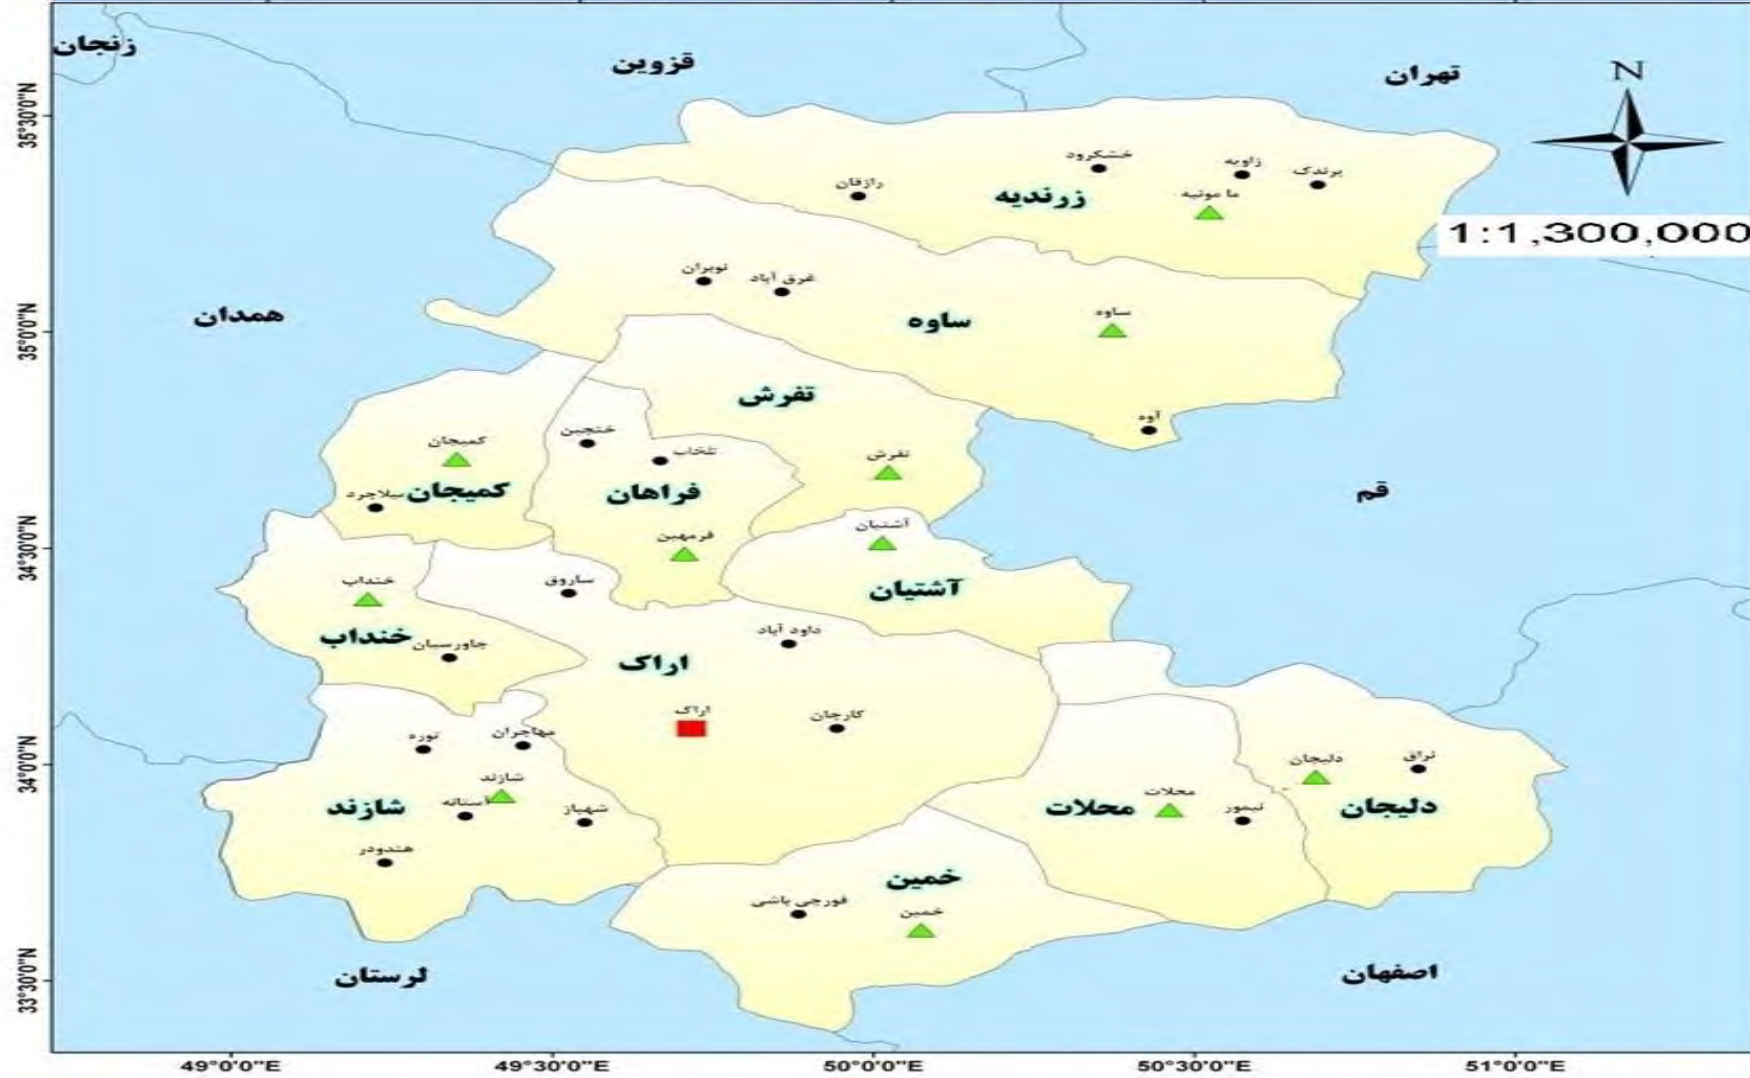 زنجان
قزوین
تهران
N
35°30'0"N
خشکرود
زاویه
پرندک
رازقان
زرندیه
ما مونیه
1:1,300,000
نوبران
غرق آباد
همدان
35°0'0"N
ساوه
ساوه
تفرش
آوه
خنجین
کمیجان
تلخاب
تفرش
کمیجان
میلاجرد
فراهان
قم
آشتیان
فرمهین
34°30'0"N
خنداب
ساروق
آشتیان
خنداب
جاورسیان
داود آباد
اراک
اراک
کارچان
توره
مهاجران
34°0'0"N
نراق
دلیجان
شازند
محلات
شازند
آستانه
شهباز
محلات
نیمور
دلیجان
هندودر
خمین
قورچی باشی
خمین
لرستان
اصفهان
33°30'0"N
49°0'0"E
49°30'0"E
50°0'0"E
50°30'0"E
51°0'0"E